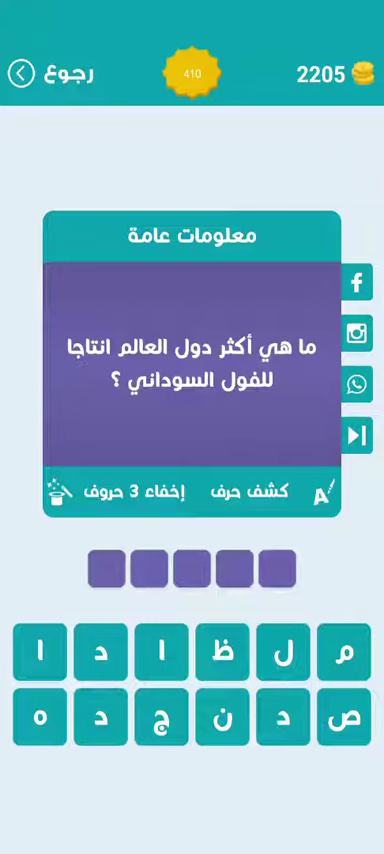 رجوع
410
2205
معلومات عامة
ما هي أكثر دول العالم انتاجا
للفول السوداني ؟
كشف حرف
إخفاء 3 حروف
م ل ظ ا د ا
ص د ن ج د ه